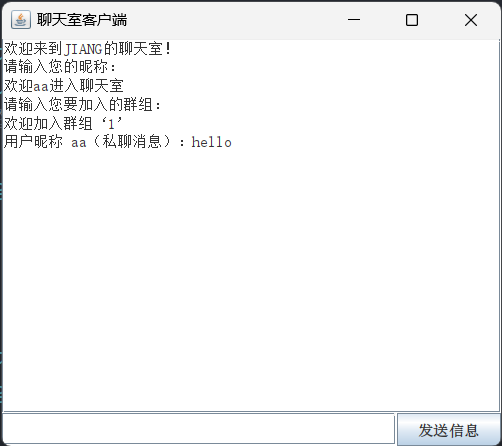 聊天室客户端
欢迎来到JIANG的聊天室!
请输入您的昵称：
欢迎aa进入聊天室
请输入您要加入的群组：
欢迎加入群组‘1’
用户昵称 aa（私聊消息）：hello
发送信息